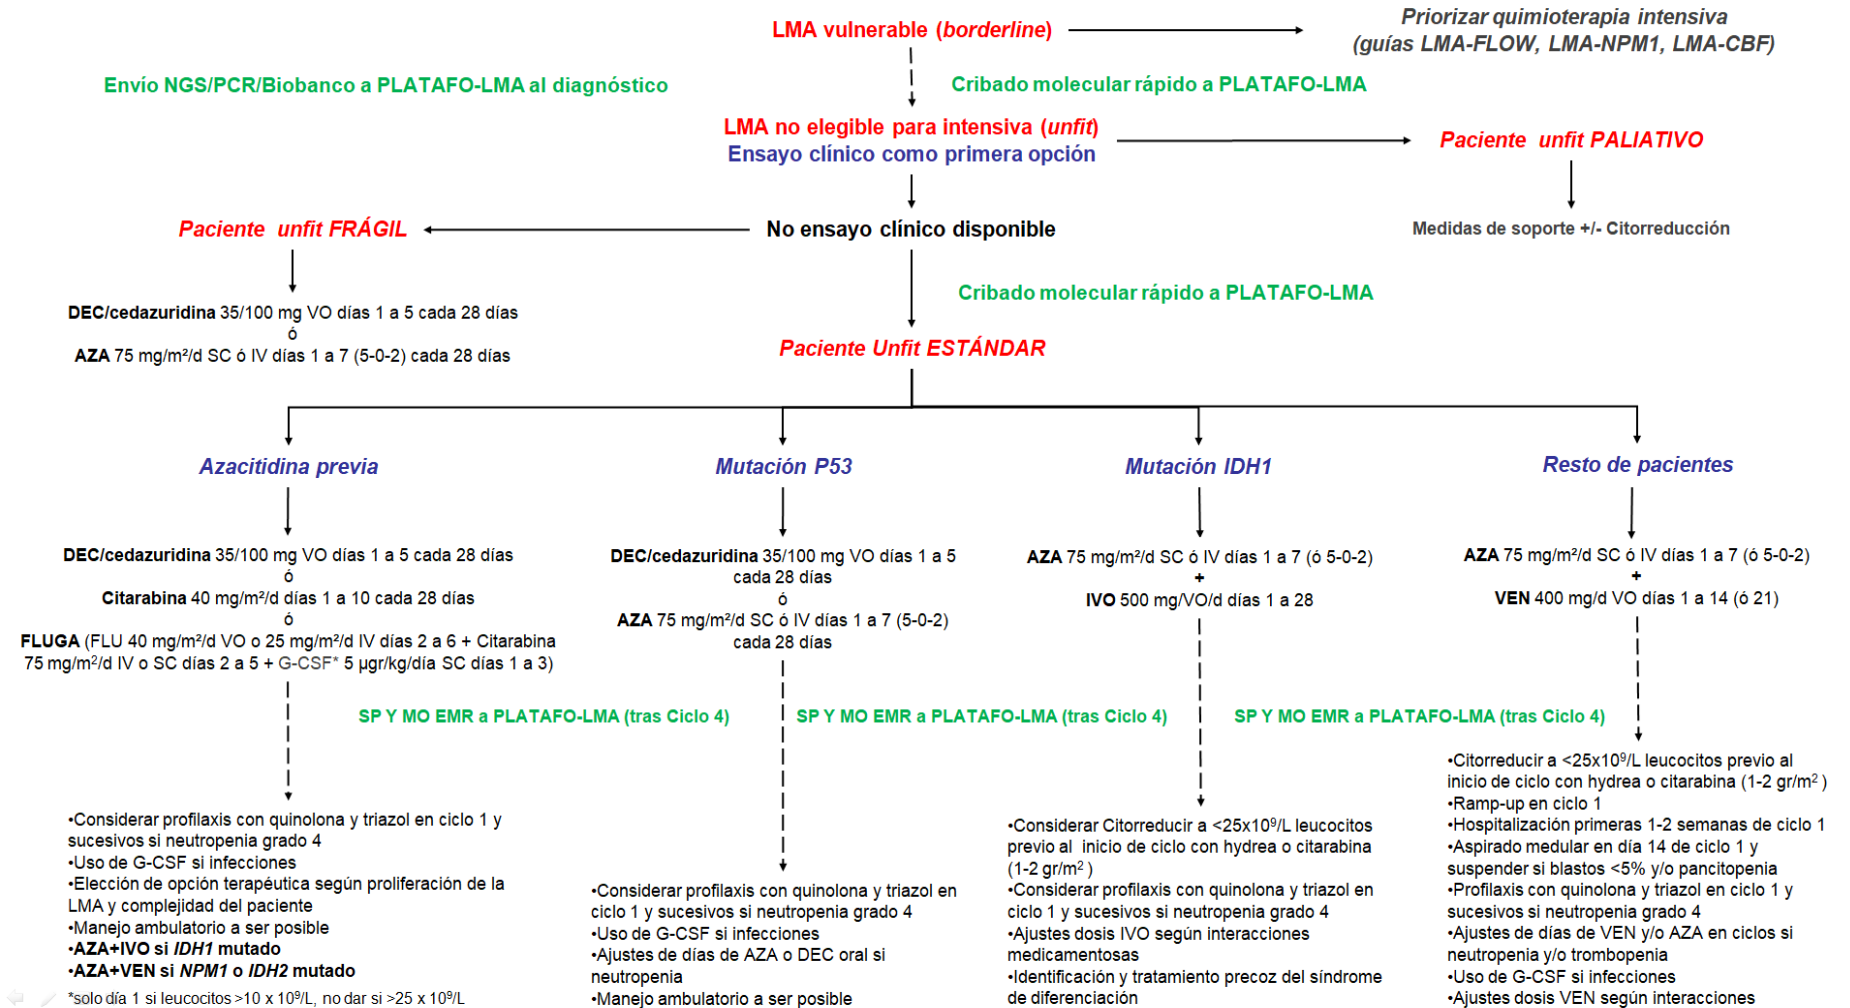 LMA vulnerable (borderline)
Priorizar quimioterapia intensiva
(guías LMA-FLOW, LMA-NPM1, LMA-CBF)
Envío NGS/PCR/Biobanco a PLATAFO-LMA al diagnóstico
Cribado molecular rápido a PLATAFO-LMA
LMA no elegible para intensiva (unfit)
Ensayo clínico como primera opción
Paciente unfit PALIATIVO
Medidas de soporte +/- Citorreducción
No ensayo clínico disponible
Paciente unfit FRÁGIL
DEC/cedazuridina 35/100 mg VO días 1 a 5 cada 28 días
ó
AZA 75 mg/m²/d SC ó IV días 1 a 7 (5-0-2) cada 28 días
Cribado molecular rápido a PLATAFO-LMA
Paciente Unfit ESTÁNDAR
Azacitidina previa
DEC/cedazuridina 35/100 mg VO días 1 a 5 cada 28 días
ó
Citarabina 40 mg/m²/d días 1 a 10 cada 28 días
ó
FLUGA (FLU 40 mg/m²/d VO o 25 mg/m²/d IV días 2 a 6 + Citarabina
75 mg/m²/d IV o SC días 2 a 5 + G-CSF* 5 µgr/kg/día SC días 1 a 3)
SP Y MO EMR a PLATAFO-LMA (tras Ciclo 4)
•Considerar profilaxis con quinolona y triazol en ciclo 1 y
sucesivos si neutropenia grado 4
•Uso de G-CSF si infecciones
•Elección de opción terapéutica según proliferación de la
LMA y complejidad del paciente
•Manejo ambulatorio a ser posible
•AZA+IVO si IDH1 mutado
•AZA+VEN si NPM1 o IDH2 mutado
*solo día 1 si leucocitos >10 x 10⁹/L, no dar si >25 x 10⁹/L
Mutación P53
DEC/cedazuridina 35/100 mg VO días 1 a 5
cada 28 días
ó
AZA 75 mg/m²/d SC ó IV días 1 a 7 (5-0-2)
cada 28 días
SP Y MO EMR a PLATAFO-LMA (tras Ciclo 4)
•Considerar profilaxis con quinolona y triazol en
ciclo 1 y sucesivos si neutropenia grado 4
•Uso de G-CSF si infecciones
•Ajustes de días de AZA o DEC oral si
neutropenia
•Manejo ambulatorio a ser posible
Mutación IDH1
AZA 75 mg/m²/d SC ó IV días 1 a 7 (ó 5-0-2)
+
IVO 500 mg/VO/d días 1 a 28
SP Y MO EMR a PLATAFO-LMA (tras Ciclo 4)
•Considerar Citorreducir a <25x10⁹/L leucocitos
previo al inicio de ciclo con hydrea o citarabina
(1-2 gr/m² )
•Considerar profilaxis con quinolona y triazol en
ciclo 1 y sucesivos si neutropenia grado 4
•Ajustes dosis IVO según interacciones
medicamentosas
•Identificación y tratamiento precoz del síndrome
de diferenciación
Resto de pacientes
AZA 75 mg/m²/d SC ó IV días 1 a 7 (ó 5-0-2)
+
VEN 400 mg/d VO días 1 a 14 (ó 21)
•Citorreducir a <25x10⁹/L leucocitos previo al
inicio de ciclo con hydrea o citarabina (1-2 gr/m² )
•Ramp-up en ciclo 1
•Hospitalización primeras 1-2 semanas de ciclo 1
•Aspirado medular en día 14 de ciclo 1 y
suspender si blastos <5% y/o pancitopenia
•Profilaxis con quinolona y triazol en ciclo 1 y
sucesivos si neutropenia grado 4
•Ajustes de días de VEN y/o AZA en ciclos si
neutropenia y/o trombopenia
•Uso de G-CSF si infecciones
•Ajustes dosis VEN según interacciones